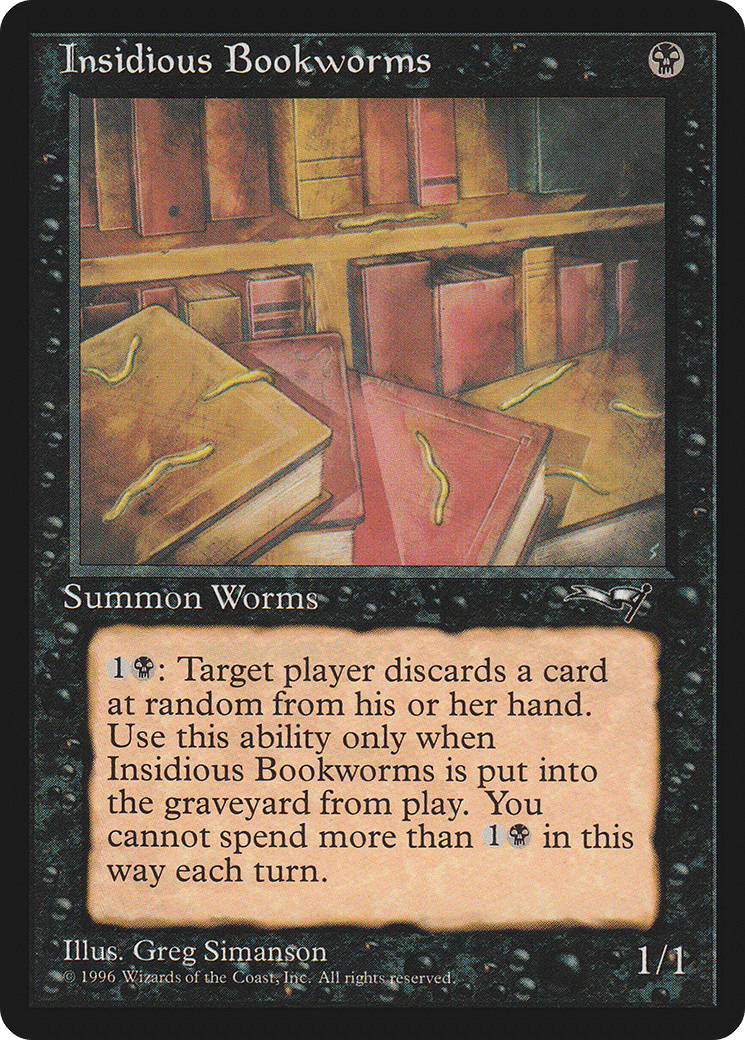 Insidious Bookworms
Summon Worms
1: Target player discards a card
at random from his or her hand.
Use this ability only when
Insidious Bookworms is put into
the graveyard from play. You
cannot spend more than 1 in this
way each turn.
Illus. Greg Simanson
1/1
© 1996 Wizards of the Coast, Inc. All rights reserved.